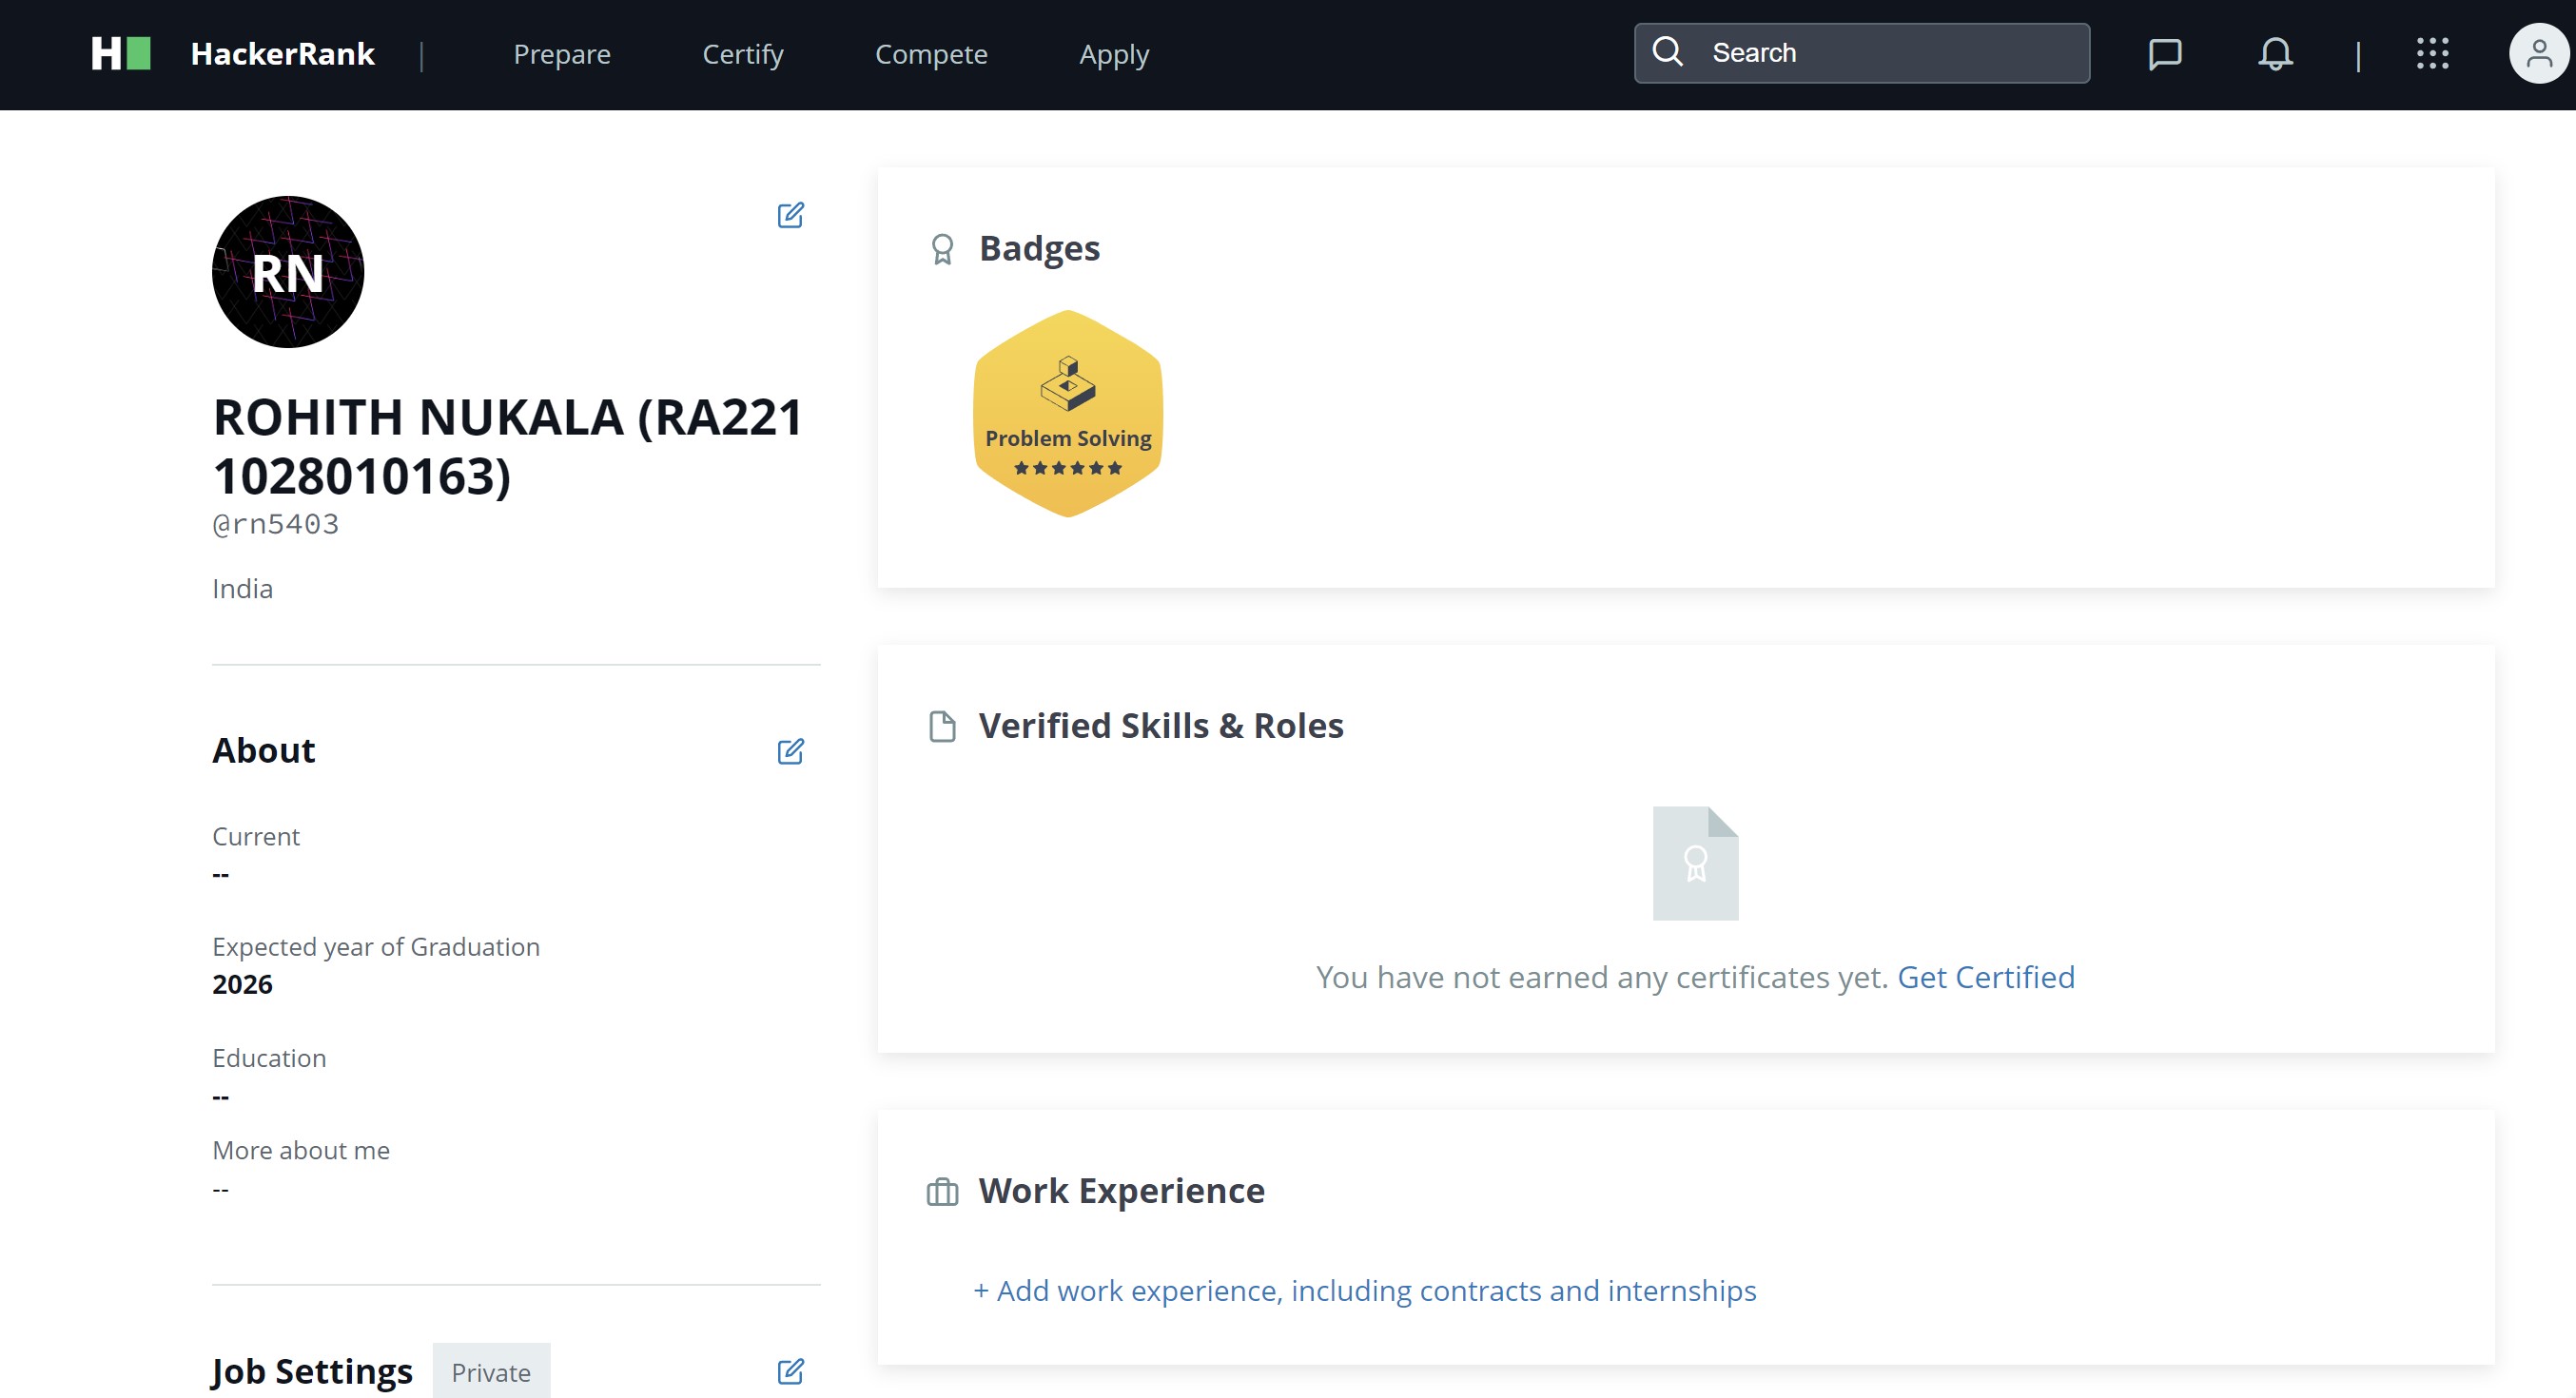 HackerRank | Prepare Certify Compete Apply Search |
RN
ROHITH NUKALA (RA221
1028010163)
@rn5403
India
About
Current
--
Expected year of Graduation
2026
Education
--
More about me
--
Job Settings Private
Badges
Problem Solving
Verified Skills & Roles
You have not earned any certificates yet. Get Certified
Work Experience
+ Add work experience, including contracts and internships